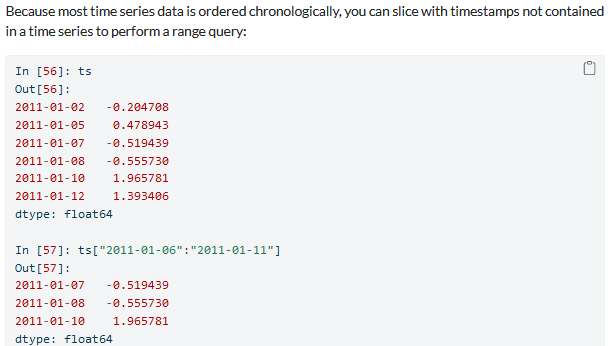 Because most time series data is ordered chronologically, you can slice with timestamps not contained
in a time series to perform a range query:
In [56]: ts
Out[56]:
2011-01-02   -0.204708
2011-01-05    0.478943
2011-01-07   -0.519439
2011-01-08   -0.555730
2011-01-10    1.965781
2011-01-12    1.393406
dtype: float64
In [57]: ts["2011-01-06":"2011-01-11"]
Out[57]:
2011-01-07   -0.519439
2011-01-08   -0.555730
2011-01-10    1.965781
dtype: float64